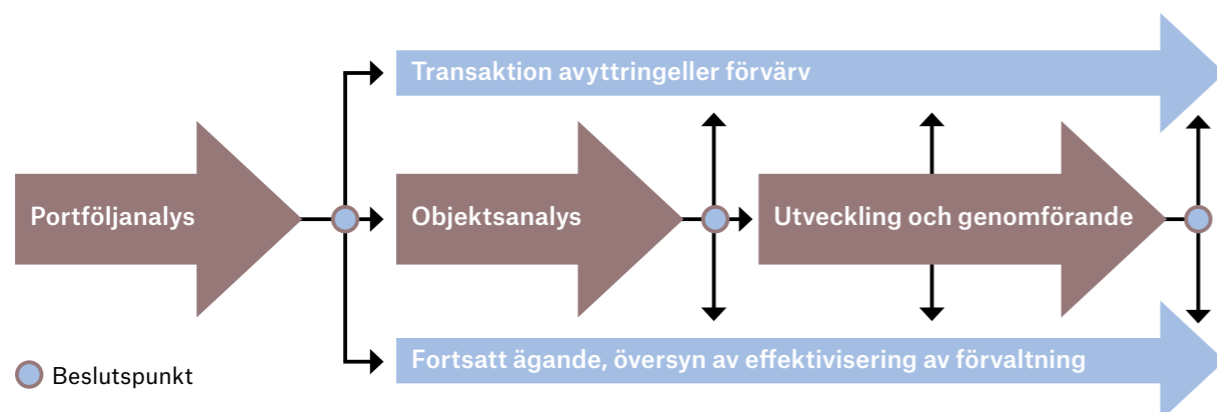 Transaktion avyttringeller förvärv
Portföljanalys
Objektsanalys
Utveckling och genomförande
Fortsatt ägande, översyn av effektivisering av förvaltning
Beslutspunkt